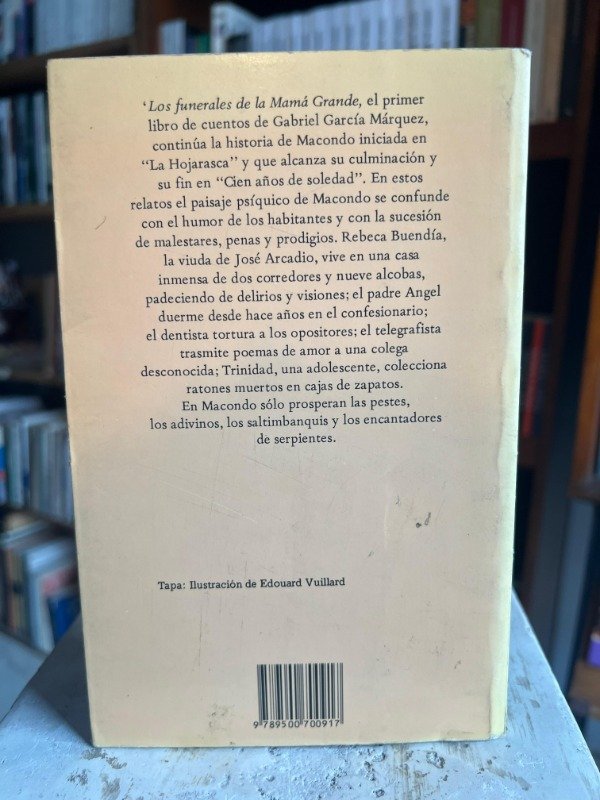 ‘Los funerales de la Mamá Grande, el primer
libro de cuentos de Gabriel García Márquez,
continúa la historia de Macondo iniciada en
“La Hojarasca” y que alcanza su culminación y
su fin en “Cien años de soledad”. En estos
relatos el paisaje psíquico de Macondo se confunde
con el humor de los habitantes y con la sucesión
de malestares, penas y prodigios. Rebeca Buendía,
la viuda de José Arcadio, vive en una casa
inmensa de dos corredores y nueve alcobas,
padeciendo de delirios y visiones; el padre Angel
duerme desde hace años en el confesionario;
el dentista tortura a los opositores; el telegrafista
trasmite poemas de amor a una colega
desconocida; Trinidad, una adolescente, colecciona
ratones muertos en cajas de zapatos.
En Macondo sólo prosperan las pestes,
los adivinos, los saltimbanquis y los encantadores
de serpientes.
Tapa: Ilustración de Edouard Vuillard
9 789500 700917